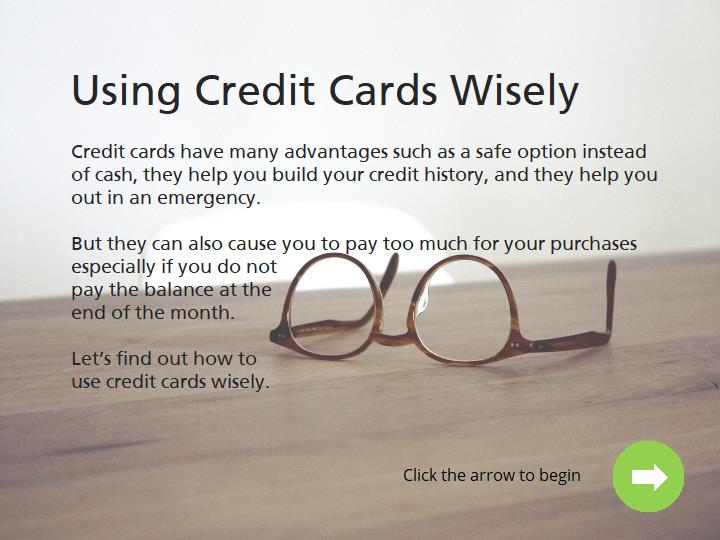 Using Credit Cards Wisely
Credit cards have many advantages such as a safe option instead
of cash, they help you build your credit history, and they help you
out in an emergency.
But they can also cause you to pay too much for your purchases
especially if you do not
pay the balance at the
end of the month.
Let's find out how to
use credit cards wisely.
Click the arrow to begin